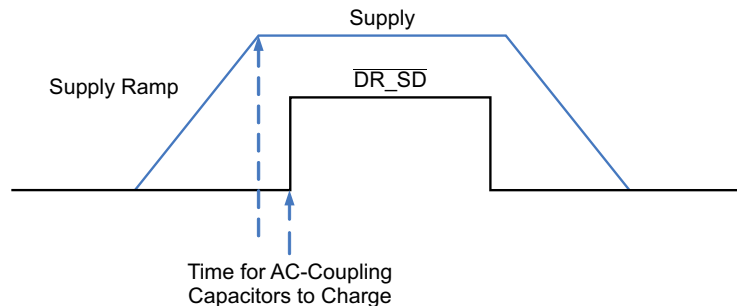 Supply
Supply Ramp
DR_SD
Time for AC-Coupling
Capacitors to Charge